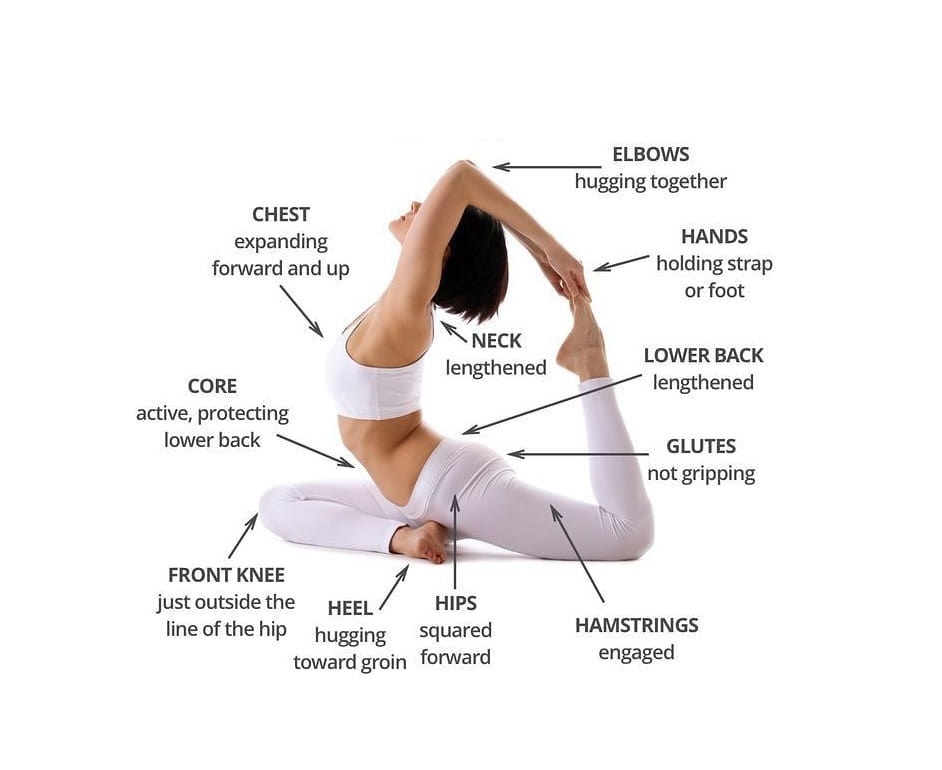 ELBOWS
hugging together
CHEST
expanding
forward and up
HANDS
holding strap
or foot
NECK
lengthened
LOWER BACK
lengthened
CORE
active, protecting
lower back
GLUTES
not gripping
FRONT KNEE
just outside the
line of the hip
HEEL
hugging
toward groin
HIPS
squared
forward
HAMSTRINGS
engaged